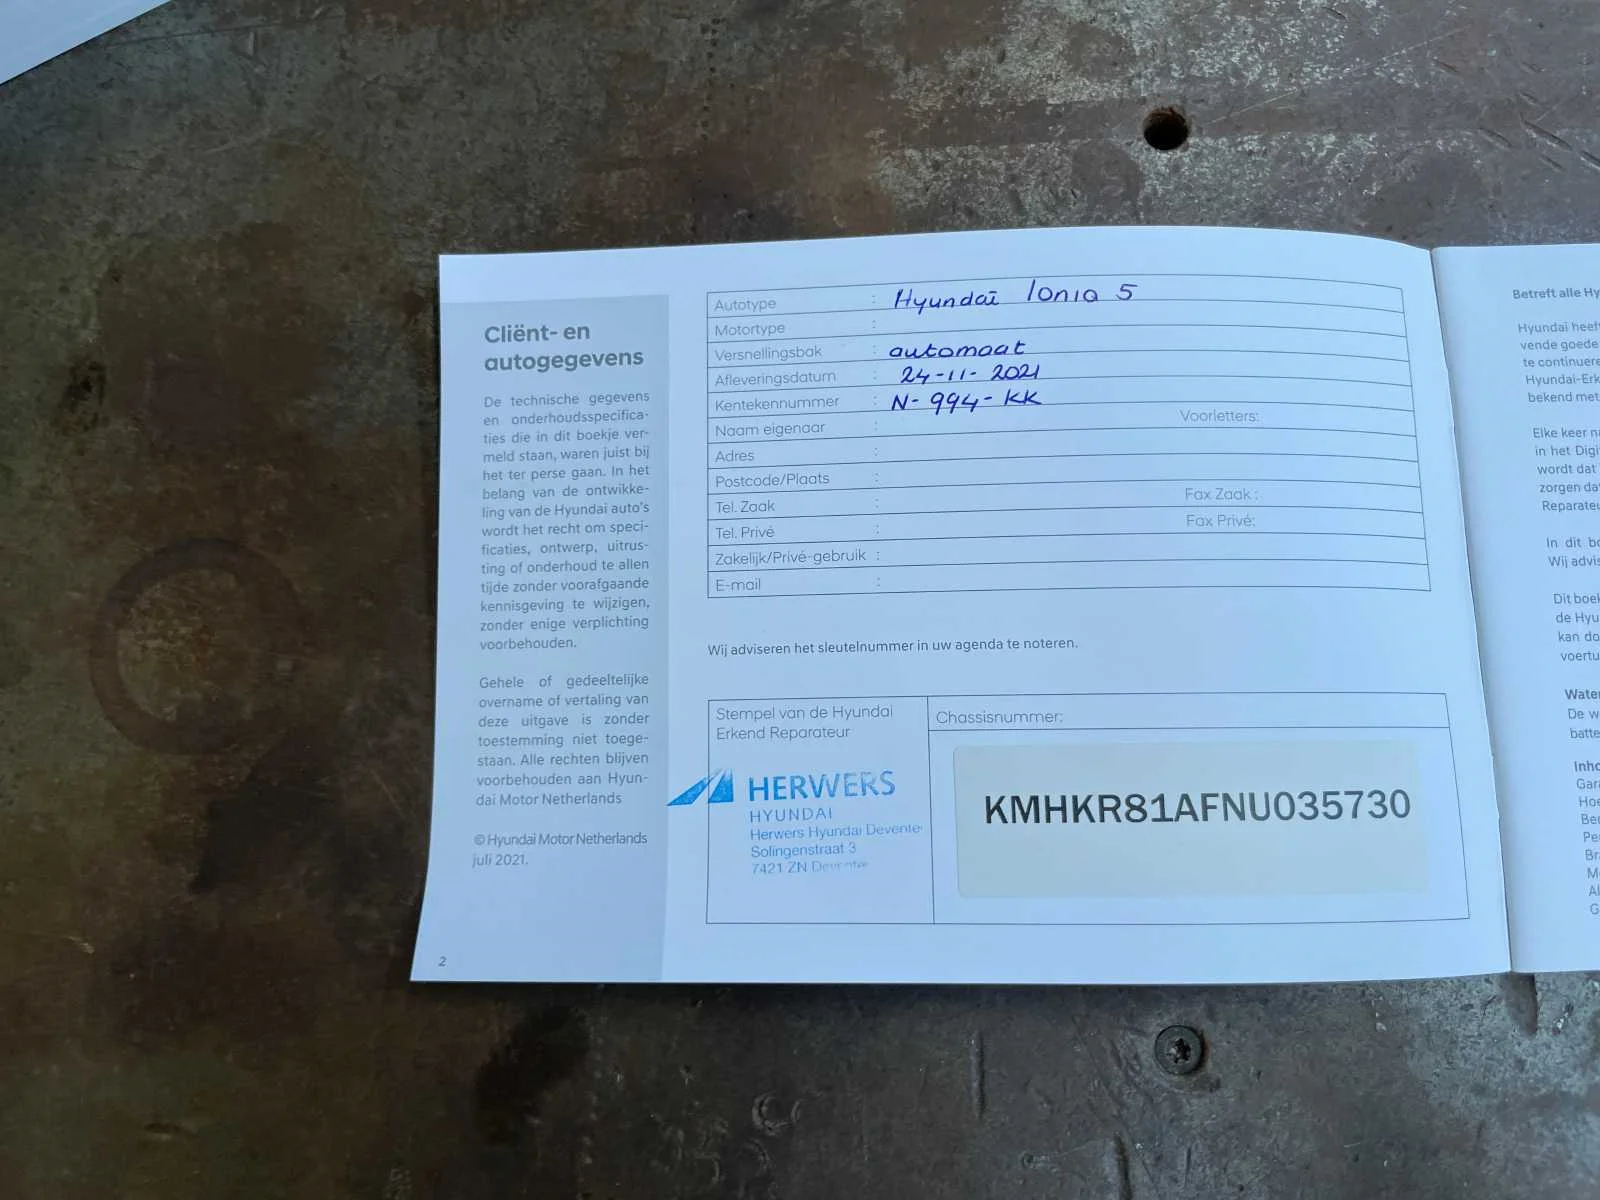 Cliënt- en
autogegevens
De technische gegevens
en onderhoudsspecifica-
ties die in dit boekje ver-
meld staan, waren juist bij
het ter perse gaan. In het
belang van de ontwikke-
ling van de Hyundai auto's
wordt het recht om speci-
ficaties, ontwerp, uitrus-
ting of onderhoud te allen
tijde zonder voorafgaande
kennisgeving te wijzigen,
zonder enige verplichting
voorbehouden.
Gehele of gedeeltelijke
overname of vertaling van
deze uitgave is zonder
toestemming niet toege-
staan. Alle rechten blijven
voorbehouden aan Hyun-
dai Motor Netherlands
© Hyundai Motor Netherlands
juli 2021.
2
Autotype : Hyundai Ioniq 5
Motortype :
Versnellingsbak : automaat
Afleveringsdatum : 24-11-2021
Kentekennummer : N-994-KK
Naam eigenaar : Voorletters:
Adres :
Postcode/Plaats :
Tel. Zaak : Fax Zaak :
Tel. Privé : Fax Privé:
Zakelijk/Privé-gebruik :
E-mail :
Wij adviseren het sleutelnummer in uw agenda te noteren.
Stempel van de Hyundai
Erkend Reparateur
HERWERS
HYUNDAI
Herwers Hyundai Devente
Solingenstraat 3
7421 ZN Deventer
Chassisnummer:
KMHKR81AFNU035730
Betreft alle Hy
Hyundai heeft
vende goede
te continuere
Hyundai-Erk
bekend met
Elke keer na
in het Digi
wordt dat
zorgen da
Reparateu
In dit bo
Wij advis
Dit boek
de Hyu
kan do
voertu
Water
De w
batte
Inho
Gar
Hoe
Be
Pe
Br
M
Al
G